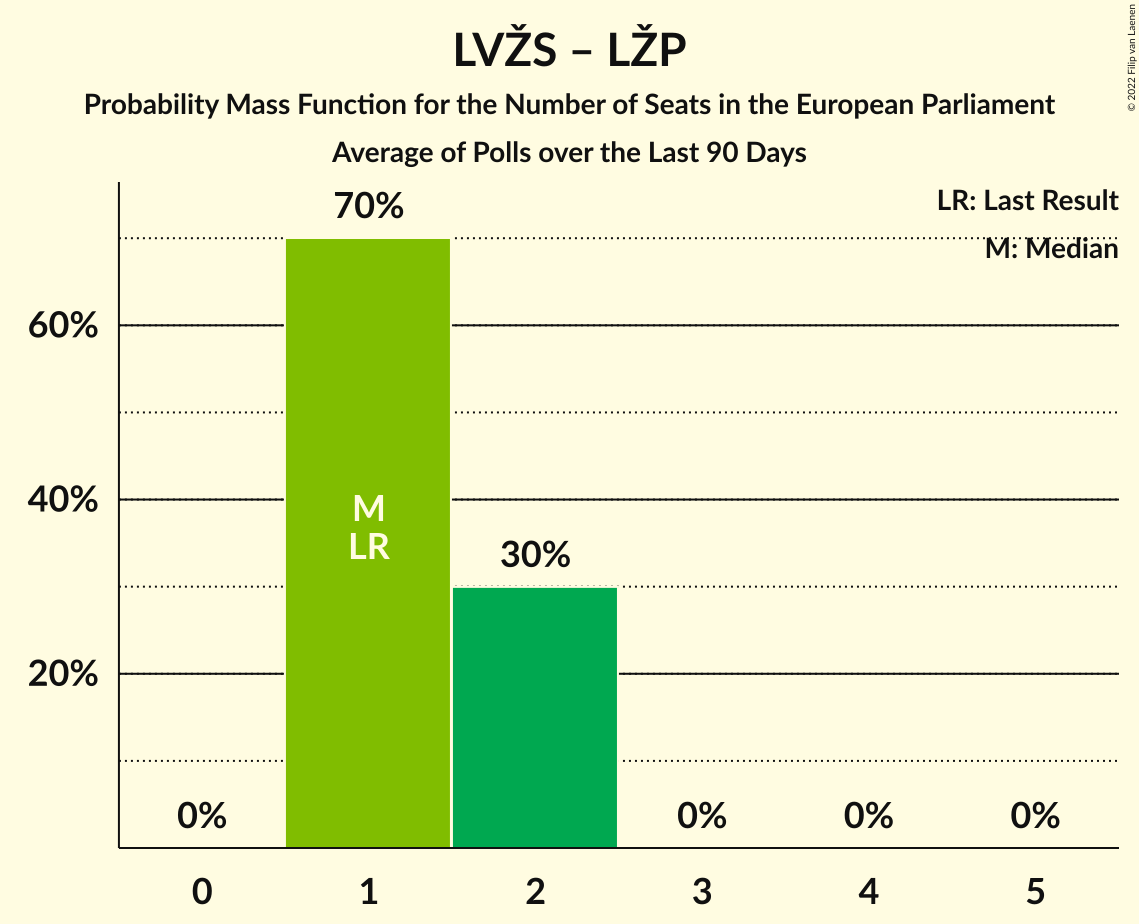 LVŽS – LŽP
Probability Mass Function for the Number of Seats in the European Parliament
Average of Polls over the Last 90 Days
© 2022 Filip van Laenen
LR: Last Result
M: Median
70%
60%
40%
20%
M
LR
30%
0%
0%
0%
0%
0
1
2
3
4
5